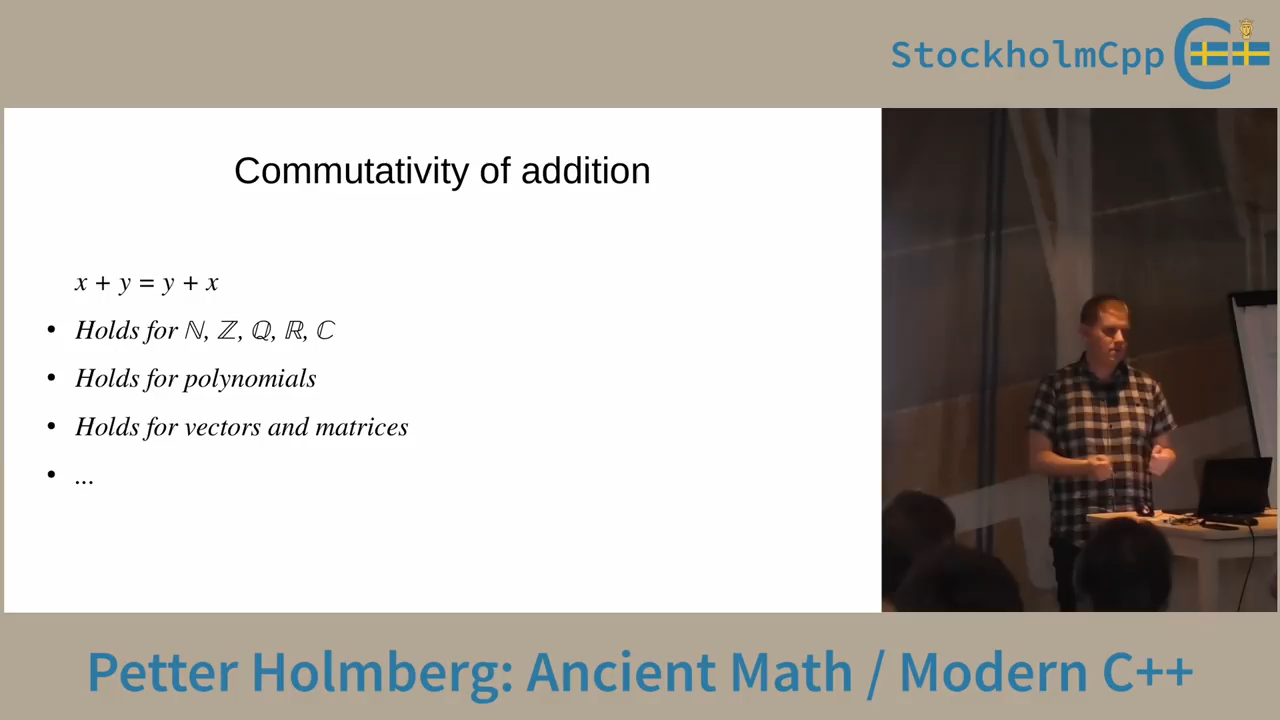 StockholmCpp
Commutativity of addition
x + y = y + x
• Holds for ℕ, ℤ, ℚ, ℝ, ℂ
• Holds for polynomials
• Holds for vectors and matrices
• ...
Petter Holmberg: Ancient Math / Modern C++